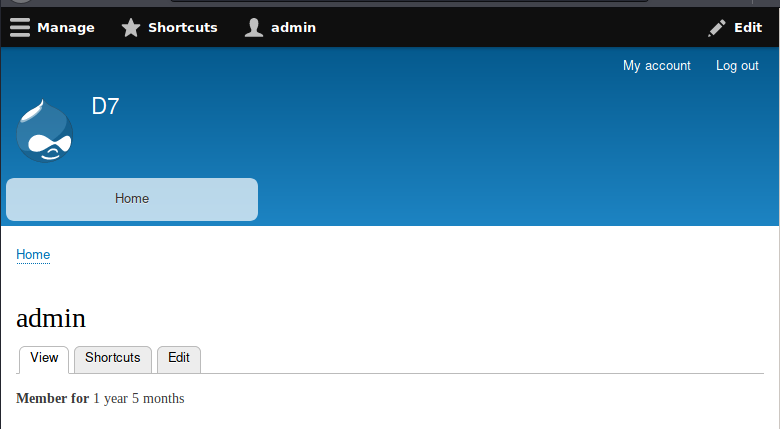 Manage Shortcuts admin Edit
My account Log out
D7
Home
Home
admin
View Shortcuts Edit
Member for 1 year 5 months